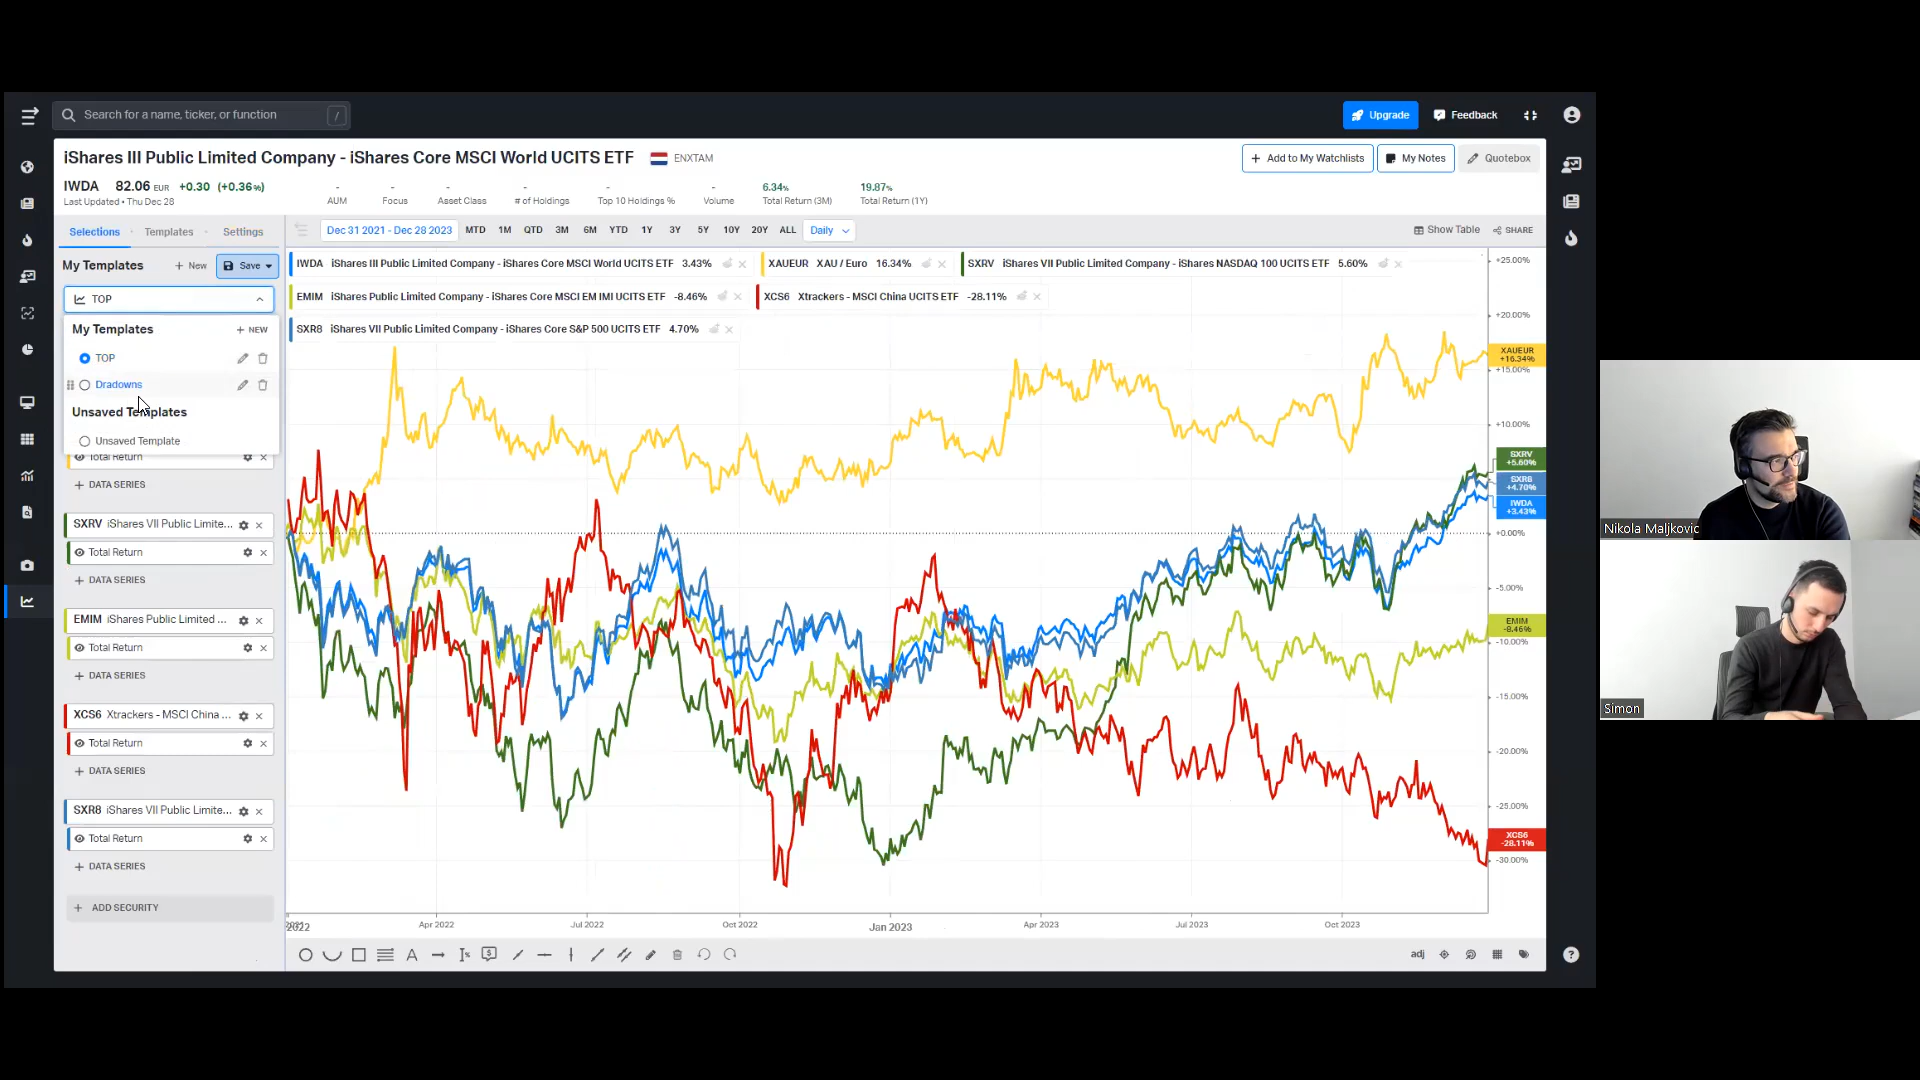 Search for a name, ticker, or function /
Upgrade Feedback
iShares III Public Limited Company - iShares Core MSCI World UCITS ETF ENXTAM
+ Add to My Watchlists My Notes Quotebox
IWDA 82.06 EUR +0.30 (+0.36%)
Last Updated • Thu Dec 28
- - - - - - 6.34% 19.87%
AUM Focus Asset Class # of Holdings Top 10 Holdings % Volume Total Return (3M) Total Return (1Y)
Selections Templates Settings
Dec 31 2021 - Dec 28 2023 MTD 1M QTD 3M 6M YTD 1Y 3Y 5Y 10Y 20Y ALL Daily
Show Table SHARE
My Templates + New Save
TOP
My Templates + NEW
TOP
Dradowns
Unsaved Templates
Unsaved Template
Total Return
+ DATA SERIES
SXRV iShares VII Public Limite...
Total Return
+ DATA SERIES
EMIM iShares Public Limited ...
Total Return
+ DATA SERIES
XCS6 Xtrackers - MSCI China ...
Total Return
+ DATA SERIES
SXR8 iShares VII Public Limite...
Total Return
+ DATA SERIES
+ ADD SECURITY
IWDA iShares III Public Limited Company - iShares Core MSCI World UCITS ETF 3.43%
XAUEUR XAU / Euro 16.34%
SXRV iShares VII Public Limited Company - iShares NASDAQ 100 UCITS ETF 5.60%
EMIM iShares Public Limited Company - iShares Core MSCI EM IMI UCITS ETF -8.46%
XCS6 Xtrackers - MSCI China UCITS ETF -28.11%
SXR8 iShares VII Public Limited Company - iShares Core S&P 500 UCITS ETF 4.70%
+25.00%
+20.00%
XAUEUR
+16.34%
+15.00%
+10.00%
SXRV
+5.60%
SXR8
+4.70%
IWDA
+3.43%
+0.00%
-5.00%
EMIM
-8.46%
-10.00%
-15.00%
-20.00%
-25.00%
XCS6
-28.11%
-30.00%
2022 Apr 2022 Jul 2022 Oct 2022 Jan 2023 Apr 2023 Jul 2023 Oct 2023
adj
Nikola Maljkovic
Simon